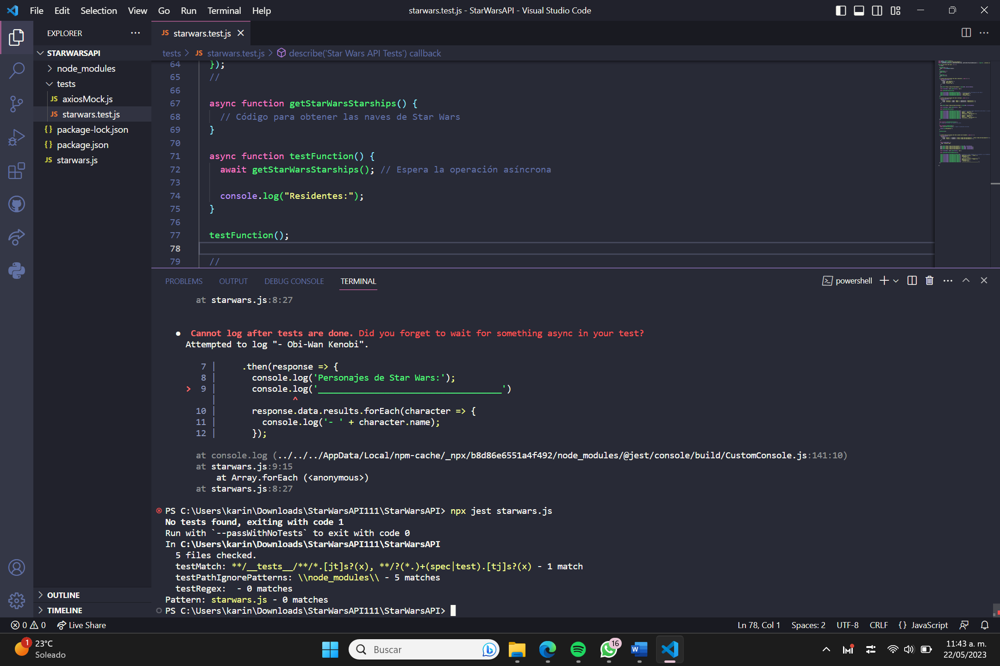 File Edit Selection View Go Run Terminal Help
starwars.test.js - StarWarsAPI - Visual Studio Code
EXPLORER
JS starwars.test.js
STARWARSAPI
node_modules
tests
JS axiosMock.js
JS starwars.test.js
{} package-lock.json
{} package.json
JS starwars.js
OUTLINE
TIMELINE
tests > JS starwars.test.js > describe('Star Wars API Tests') callback
64 });
65 //
66
67 async function getStarWarsStarships() {
68 // Código para obtener las naves de Star Wars
69 }
70
71 async function testFunction() {
72 await getStarWarsStarships(); // Espera la operación asíncrona
73
74 console.log("Residentes:");
75 }
76
77 testFunction();
78
79 //
PROBLEMS OUTPUT DEBUG CONSOLE TERMINAL
powershell
at starwars.js:8:27
● Cannot log after tests are done. Did you forget to wait for something async in your test?
Attempted to log "- Obi-Wan Kenobi".
7 | .then(response => {
8 | console.log('Personajes de Star Wars:');
> 9 | console.log('____________________________________')
| ^
10 | response.data.results.forEach(character => {
11 | console.log('- ' + character.name);
12 | });
at console.log (../../../AppData/Local/npm-cache/_npx/b8d86e6551a4f492/node_modules/@jest/console/build/CustomConsole.js:141:10)
at starwars.js:9:15
at Array.forEach (<anonymous>)
at starwars.js:8:27
PS C:\Users\karin\Downloads\StarWarsAPI111\StarWarsAPI> npx jest starwars.js
No tests found, exiting with code 1
Run with `--passWithNoTests` to exit with code 0
In C:\Users\karin\Downloads\StarWarsAPI111\StarWarsAPI
5 files checked.
testMatch: **/__tests__/**/*.[jt]s?(x), **/?(*.)+(spec|test).[tj]s?(x) - 1 match
testPathIgnorePatterns: \\node_modules\\ - 5 matches
testRegex:  - 0 matches
Pattern: starwars.js - 0 matches
PS C:\Users\karin\Downloads\StarWarsAPI111\StarWarsAPI>
0 0 Live Share
Ln 78, Col 1 Spaces: 2 UTF-8 CRLF {} JavaScript
1
23°C
Soleado
Buscar
16
W
11:43 a. m.
22/05/2023